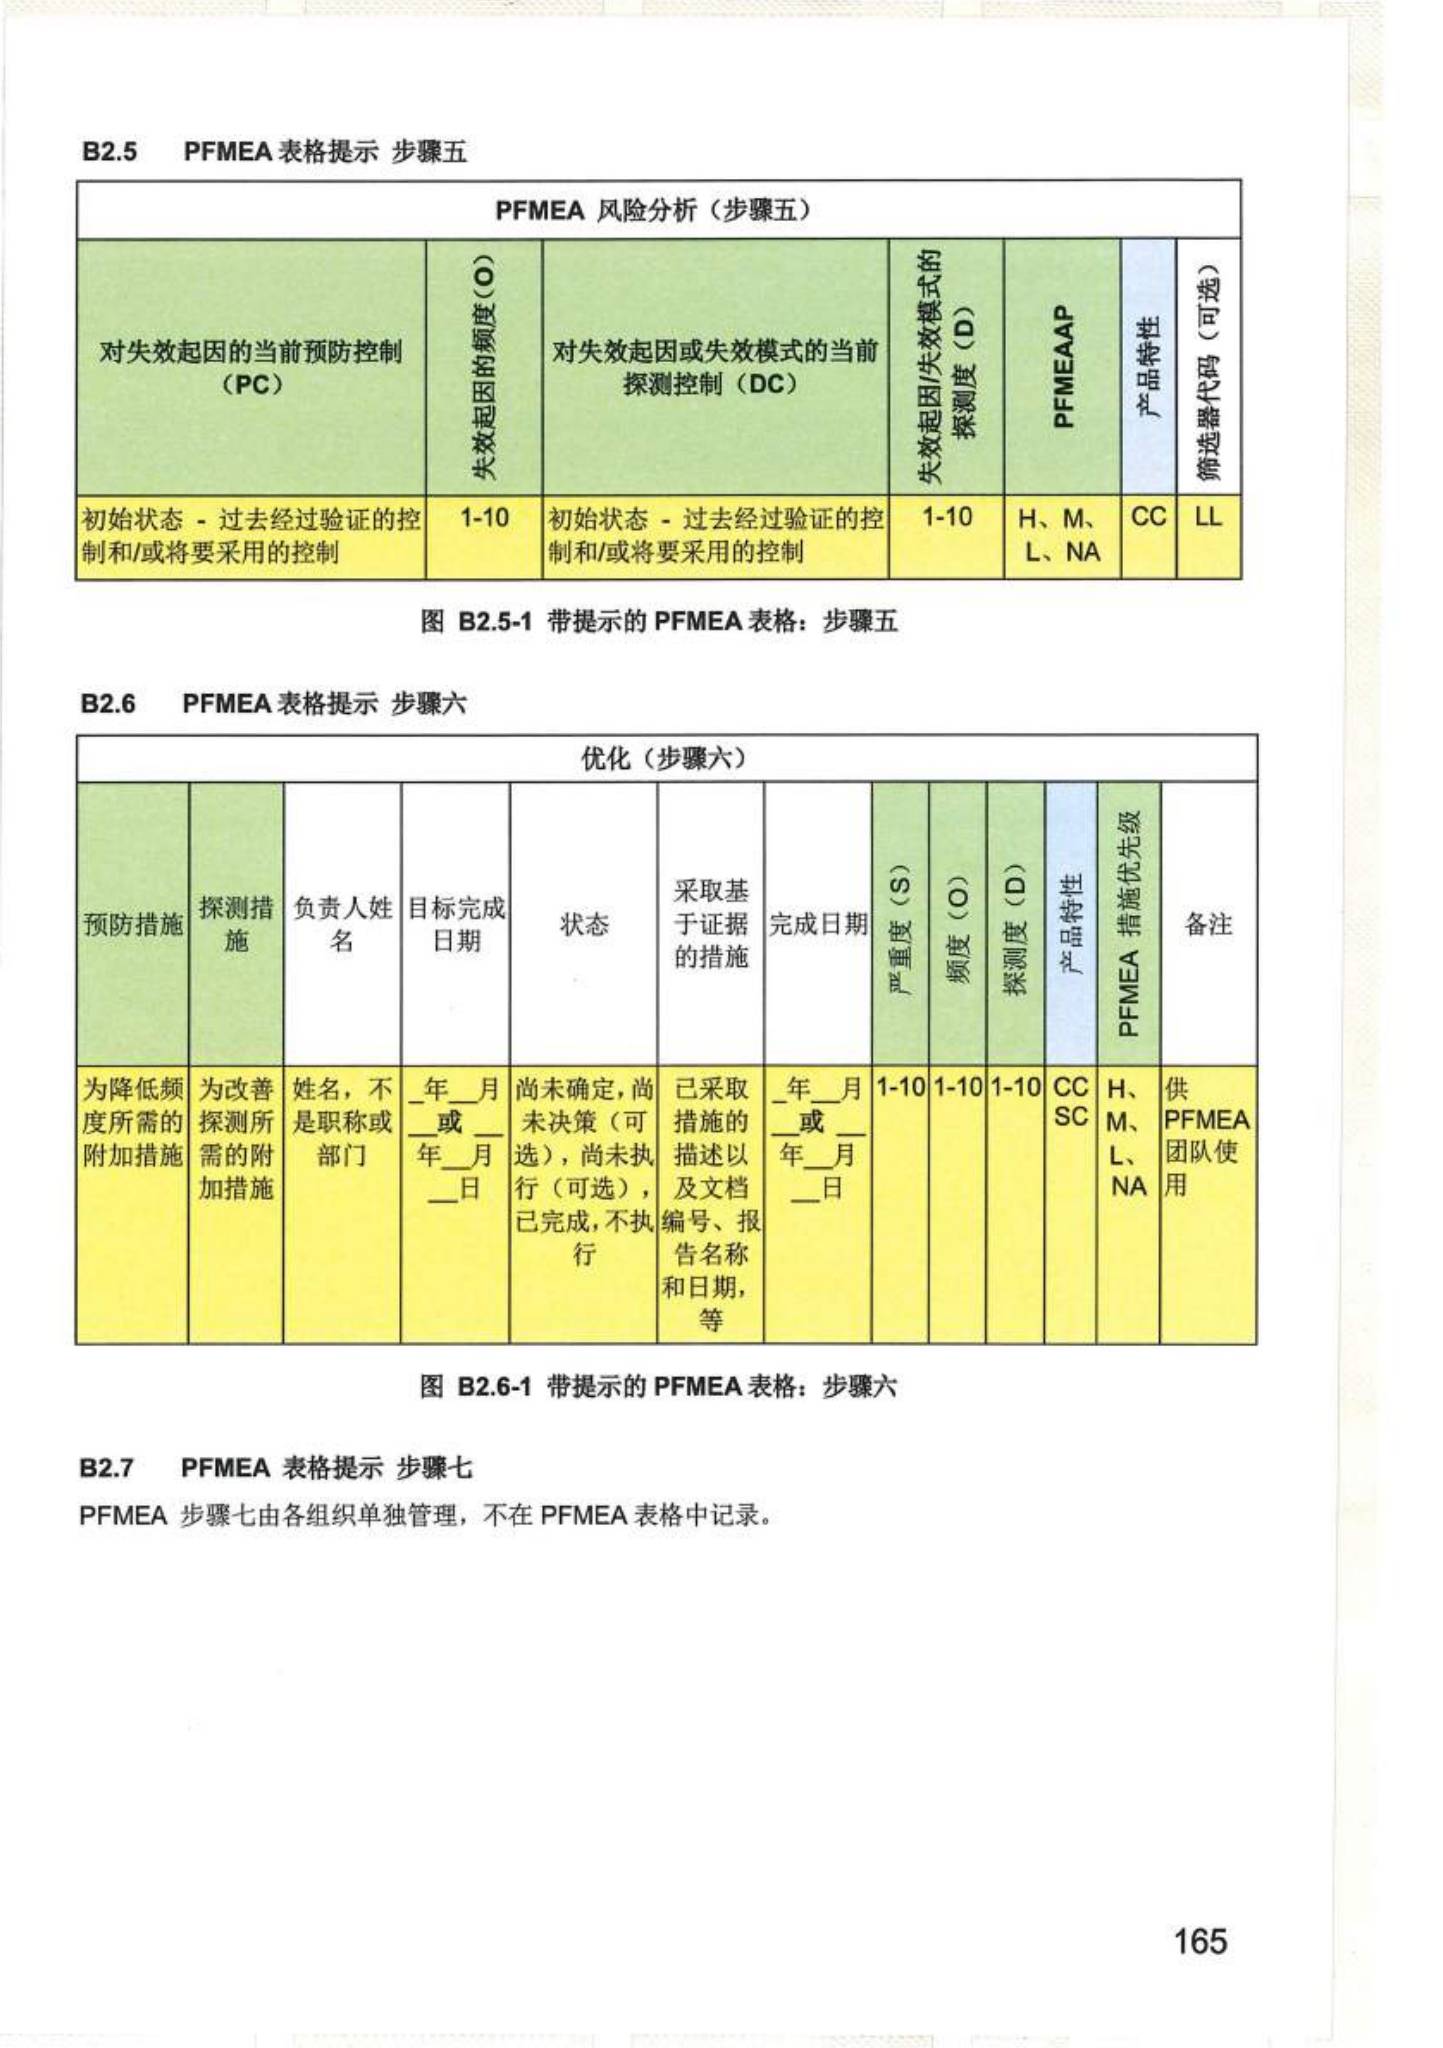 B2.5 PFMEA 表格提示 步骤五
PFMEA 风险分析（步骤五）
对失效起因的当前预防控制
（PC）
失效起因的频度（O）
对失效起因或失效模式的当前
探测控制（DC）
失效起因/失效模式的
探测度（D）
PFMEAAP
产品特性
筛选器代码（可选）
初始状态 - 过去经过验证的控
制和/或将要采用的控制
1-10
初始状态 - 过去经过验证的控
制和/或将要采用的控制
1-10
H、M、
L、NA
CC
LL
图 B2.5-1 带提示的 PFMEA 表格：步骤五
B2.6 PFMEA 表格提示 步骤六
优化（步骤六）
预防措施
探测措
施
负责人姓
名
目标完成
日期
状态
采取基
于证据
的措施
完成日期
严重度（S）
频度（O）
探测度（D）
产品特性
PFMEA 措施优先级
备注
为降低频
度所需的
附加措施
为改善
探测所
需的附
加措施
姓名，不
是职称或
部门
_年__月
__或 __
年__月
__日
尚未确定，尚
未决策（可
选），尚未执
行（可选），
已完成，不执
行
已采取
措施的
描述以
及文档
编号、报
告名称
和日期，
等
_年__月
__或 __
年__月
__日
1-10
1-10
1-10
CC
SC
H、
M、
L、
NA
供
PFMEA
团队使
用
图 B2.6-1 带提示的 PFMEA 表格：步骤六
B2.7 PFMEA 表格提示 步骤七
PFMEA 步骤七由各组织单独管理，不在 PFMEA 表格中记录。
165